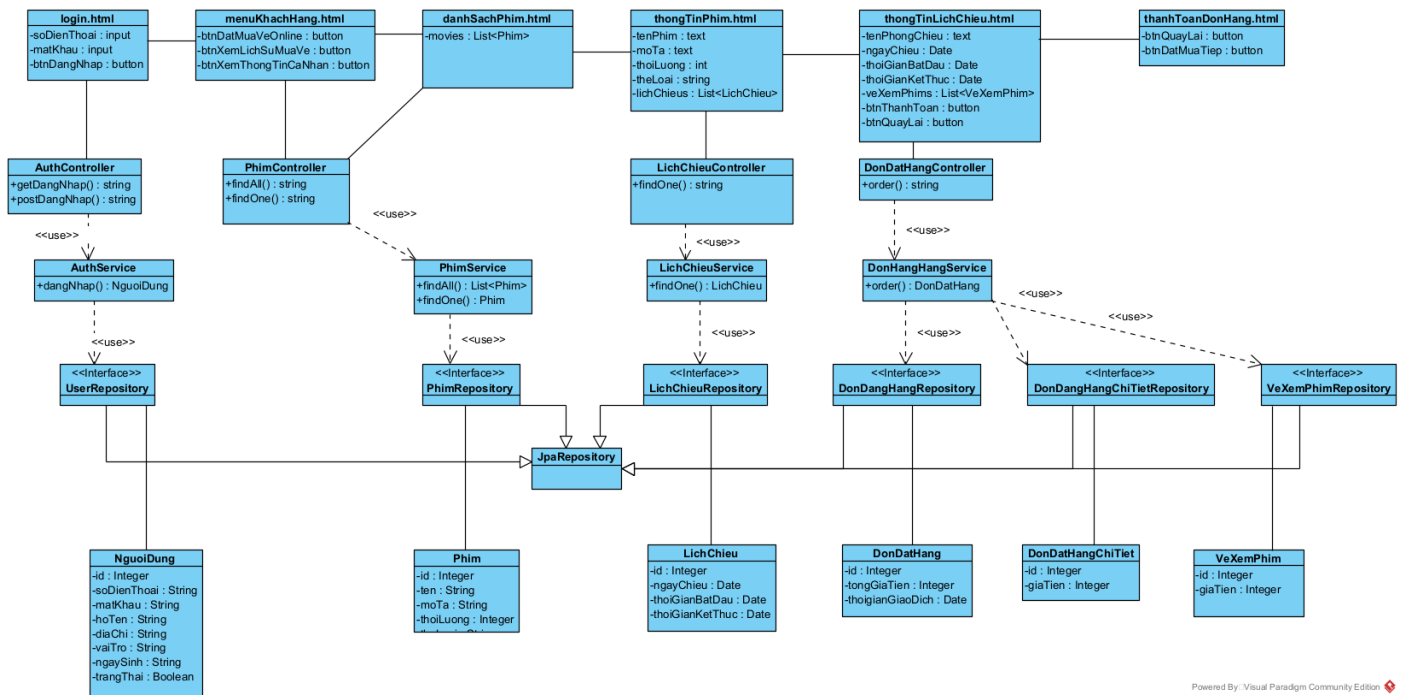 login.html
-soDienThoai : input
-matKhau : input
-btnDangNhap : button
menuKhachHang.html
-btnDatMuaVeOnline : button
-btnXemLichSuMuaVe : button
-btnXemThongTinCaNhan : button
danhSachPhim.html
-movies : List<Phim>
thongTinPhim.html
-tenPhim : text
-moTa : text
-thoiLuong : int
-theLoai : string
-lichChieus : List<LichChieu>
thongTinLichChieu.html
-tenPhongChieu : text
-ngayChieu : Date
-thoiGianBatDau : Date
-thoiGianKetThuc : Date
-veXemPhims : List<VeXemPhim>
-btnThanhToan : button
-btnQuayLai : button
thanhToanDonHang.html
-btnQuayLai : button
-btnDatMuaTiep : button
AuthController
+getDangNhap() : string
+postDangNhap() : string
PhimController
+findAll() : string
+findOne() : string
LichChieuController
+findOne() : string
DonDatHangController
+order() : string
<<use>>
<<use>>
<<use>>
<<use>>
AuthService
+dangNhap() : NguoiDung
PhimService
+findAll() : List<Phim>
+findOne() : Phim
LichChieuService
+findOne() : LichChieu
DonHangHangService
+order() : DonDatHang
<<use>>
<<use>>
<<use>>
<<use>>
<<use>>
<<use>>
<<Interface>>
UserRepository
<<Interface>>
PhimRepository
<<Interface>>
LichChieuRepository
<<Interface>>
DonDangHangRepository
<<Interface>>
DonDangHangChiTietRepository
<<Interface>>
VeXemPhimRepository
JpaRepository
NguoiDung
-id : Integer
-soDienThoai : String
-matKhau : String
-hoTen : String
-diaChi : String
-vaiTro : String
-ngaySinh : String
-trangThai : Boolean
Phim
-id : Integer
-ten : String
-moTa : String
-thoiLuong : Integer
LichChieu
-id : Integer
-ngayChieu : Date
-thoiGianBatDau : Date
-thoiGianKetThuc : Date
DonDatHang
-id : Integer
-tongGiaTien : Integer
-thoigianGiaoDich : Date
DonDatHangChiTiet
-id : Integer
-giaTien : Integer
VeXemPhim
-id : Integer
-giaTien : Integer
Powered By Visual Paradigm Community Edition